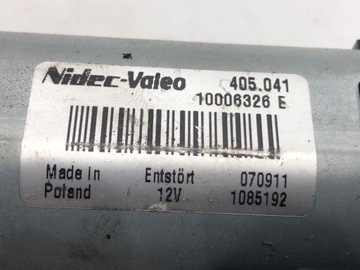 Nidec-Valeo 405.041
10006326 E
Made in Entstört 070911
Poland 12V 1085192